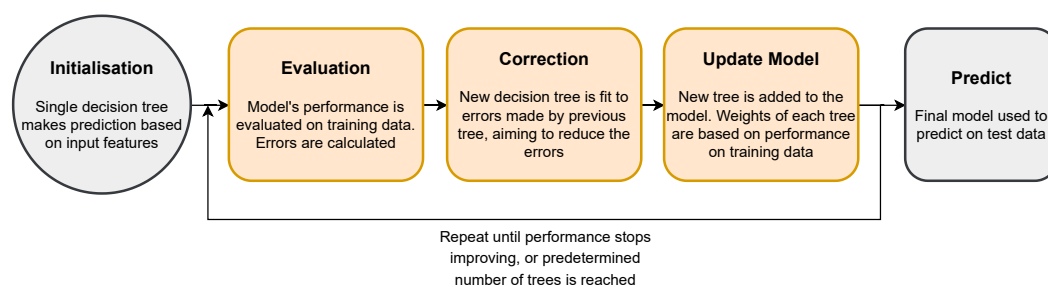 Initialisation
Single decision tree
makes prediction based
on input features
Evaluation
Model's performance is
evaluated on training data.
Errors are calculated
Correction
New decision tree is fit to
errors made by previous
tree, aiming to reduce the
errors
Update Model
New tree is added to the
model. Weights of each tree
are based on performance
on training data
Predict
Final model used to
predict on test data
Repeat until performance stops
improving, or predetermined
number of trees is reached